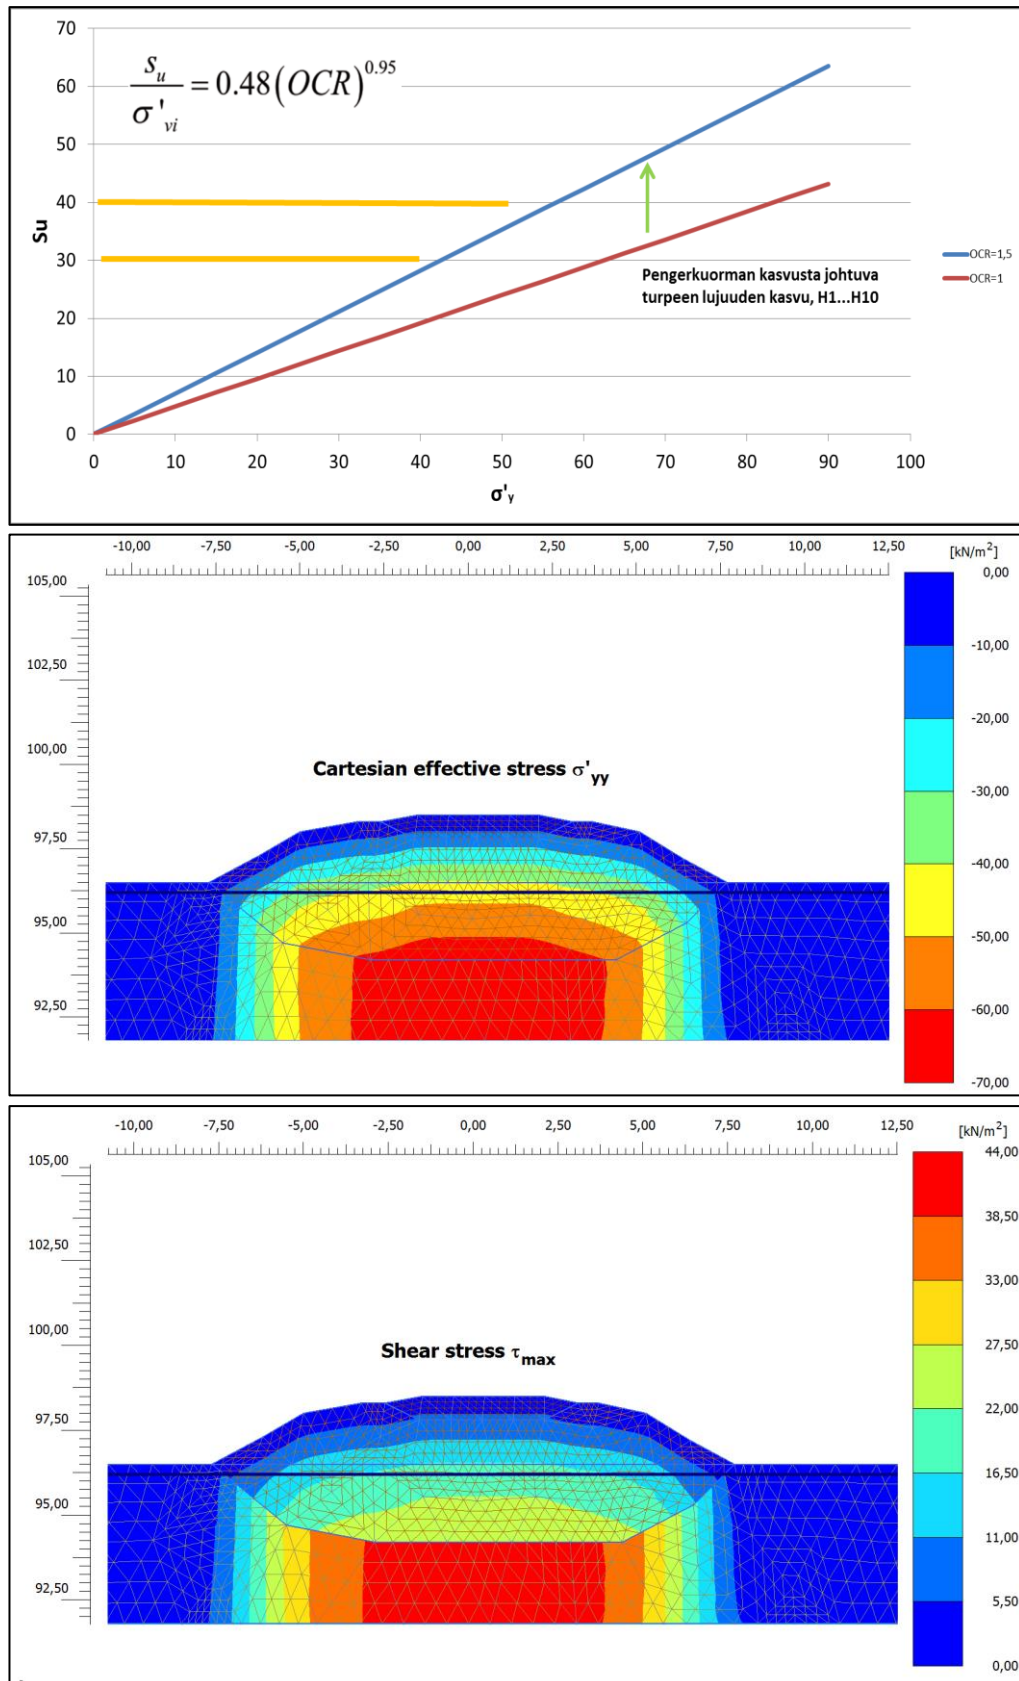 70
60
50
40
30
20
10
0
Su
s_u / σ'_vi = 0.48(OCR)^0.95
Pengerkuorman kasvusta johtuva
turpeen lujuuden kasvu, H1...H10
OCR=1,5
OCR=1
0 10 20 30 40 50 60 70 80 90 100
σ'y
-10,00 -7,50 -5,00 -2,50 0,00 2,50 5,00 7,50 10,00 12,50
[kN/m²]
105,00
102,50
100,00
97,50
95,00
92,50
Cartesian effective stress σ'yy
0,00
-10,00
-20,00
-30,00
-40,00
-50,00
-60,00
-70,00
-10,00 -7,50 -5,00 -2,50 0,00 2,50 5,00 7,50 10,00 12,50
[kN/m²]
105,00
102,50
100,00
97,50
95,00
92,50
Shear stress τmax
44,00
38,50
33,00
27,50
22,00
16,50
11,00
5,50
0,00